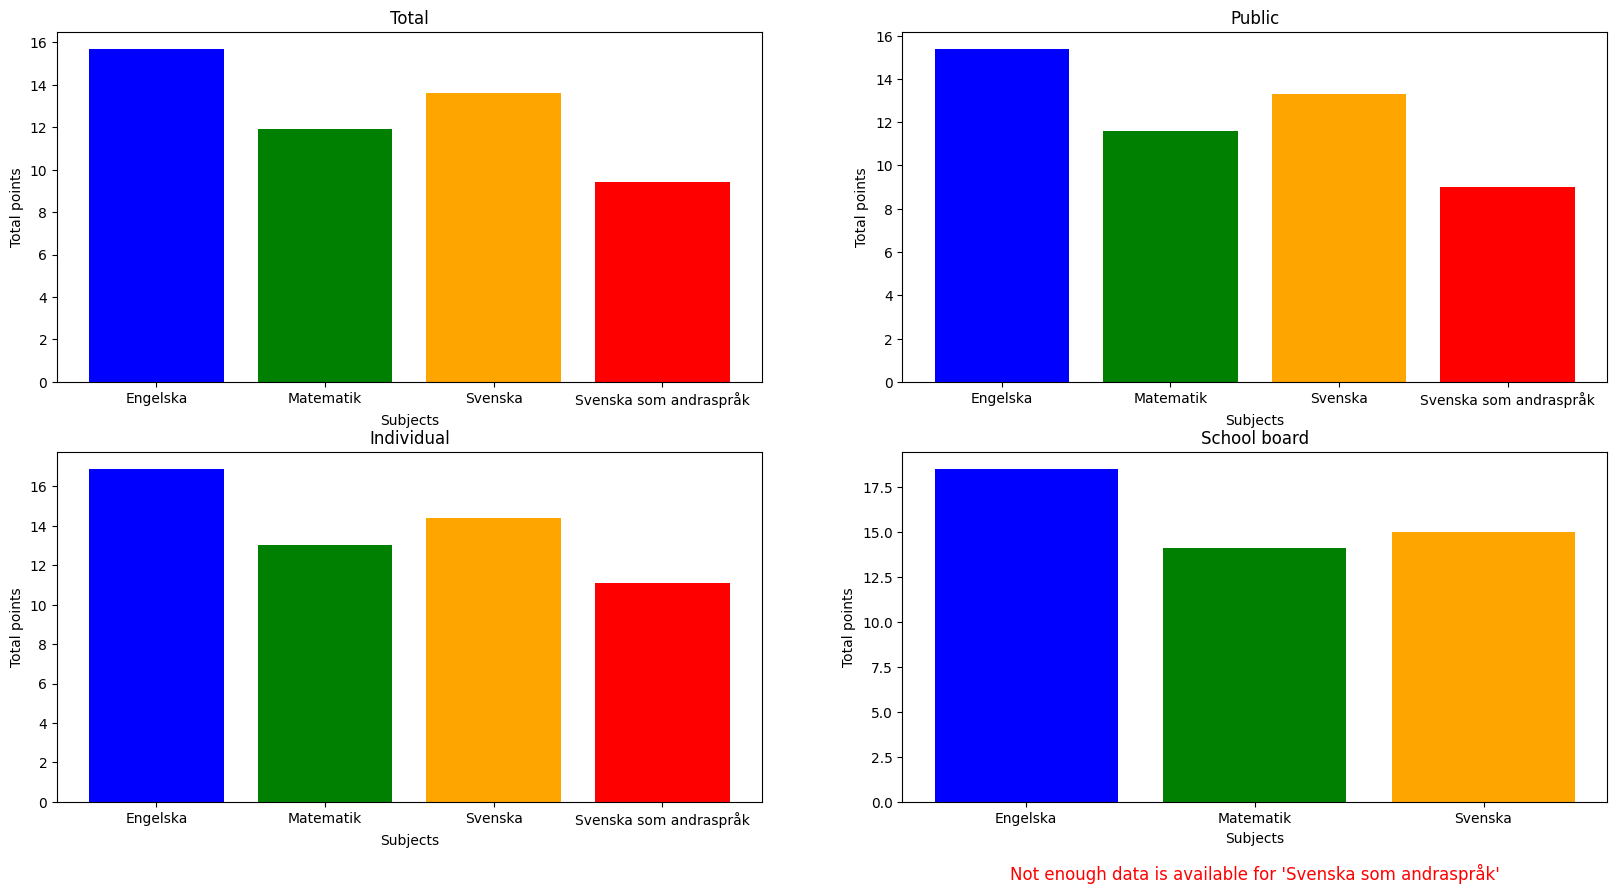 Total
Total points
16
14
12
10
8
6
4
2
0
Engelska Matematik Svenska Svenska som andraspråk
Subjects
Public
Total points
16
14
12
10
8
6
4
2
0
Engelska Matematik Svenska Svenska som andraspråk
Subjects
Individual
Total points
16
14
12
10
8
6
4
2
0
Engelska Matematik Svenska Svenska som andraspråk
Subjects
School board
Total points
17.5
15.0
12.5
10.0
7.5
5.0
2.5
0.0
Engelska Matematik Svenska
Subjects
Not enough data is available for 'Svenska som andraspråk'